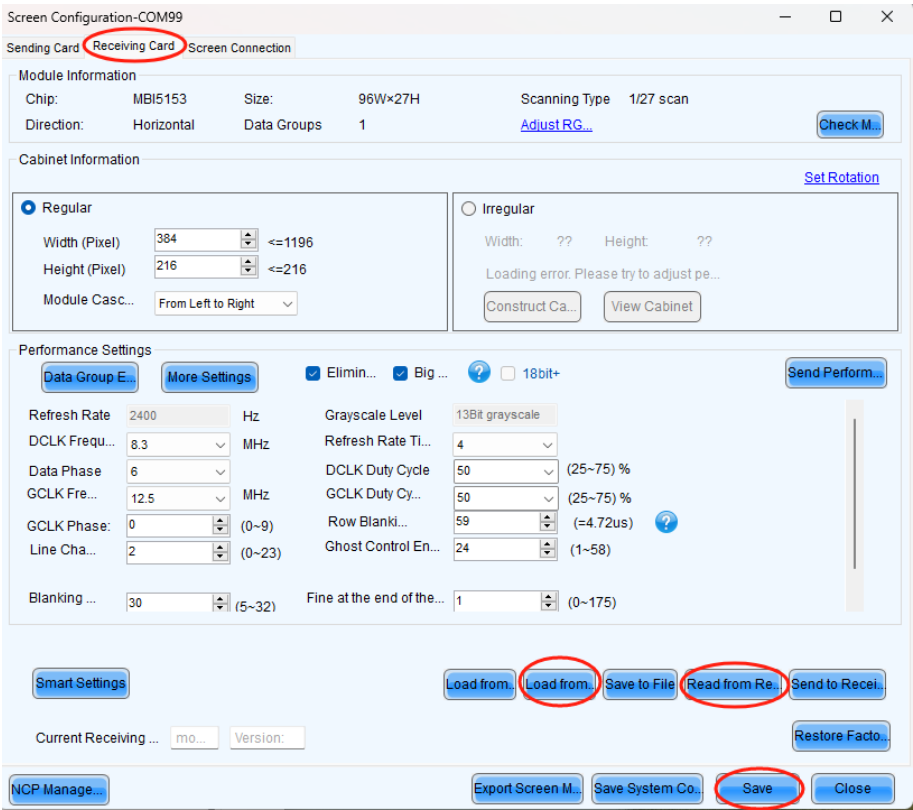 Screen Configuration-COM99
Sending Card Receiving Card Screen Connection
Module Information
Chip: MBI5153 Size: 96W×27H Scanning Type 1/27 scan
Direction: Horizontal Data Groups 1 Adjust RG... Check M...
Cabinet Information
Set Rotation
Regular Irregular
Width (Pixel) 384 <=1196 Width: ?? Height: ??
Height (Pixel) 216 <=216 Loading error. Please try to adjust pe...
Module Casc... From Left to Right Construct Ca... View Cabinet
Performance Settings
Data Group E... More Settings Elimin... Big ... ? 18bit+ Send Perform...
Refresh Rate 2400 Hz Grayscale Level 13Bit grayscale
DCLK Frequ... 8.3 MHz Refresh Rate Ti... 4
Data Phase 6 DCLK Duty Cycle 50 (25~75) %
GCLK Fre... 12.5 MHz GCLK Duty Cy... 50 (25~75) %
GCLK Phase: 0 (0~9) Row Blanki... 59 (=4.72us) ?
Line Cha... 2 (0~23) Ghost Control En... 24 (1~58)
Blanking ... 30 (5~32) Fine at the end of the... 1 (0~175)
Smart Settings Load from.. Load from.. Save to File Read from Re... Send to Recei...
Current Receiving ... mo... Version: Restore Facto...
NCP Manage... Export Screen M... Save System Co... Save Close